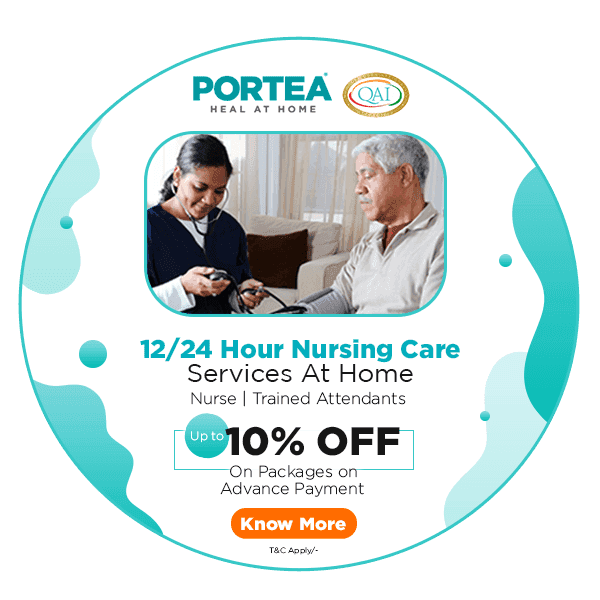 PORTEA
HEAL AT HOME
QAI
12/24 Hour Nursing Care
Services At Home
Nurse | Trained Attendants
Up to 10% OFF
On Packages on
Advance Payment
Know More
T&C Apply/-